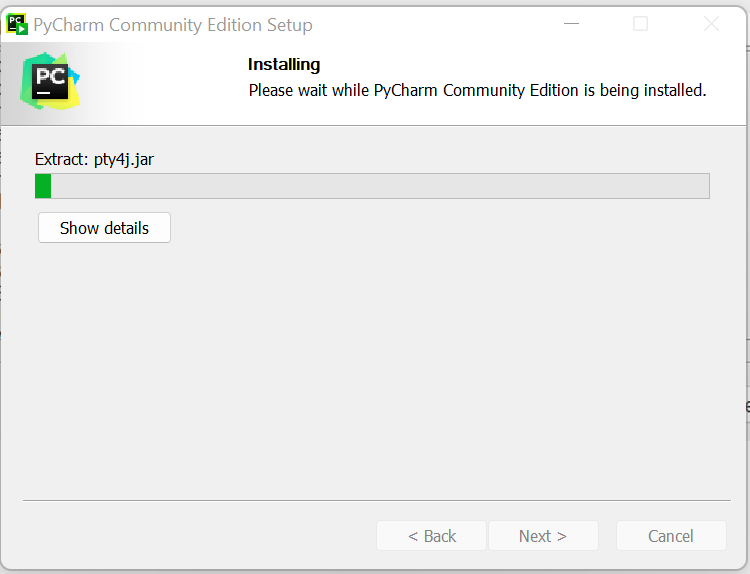 PyCharm Community Edition Setup
PC
Installing
Please wait while PyCharm Community Edition is being installed.
Extract: pty4j.jar
Show details
< Back
Next >
Cancel